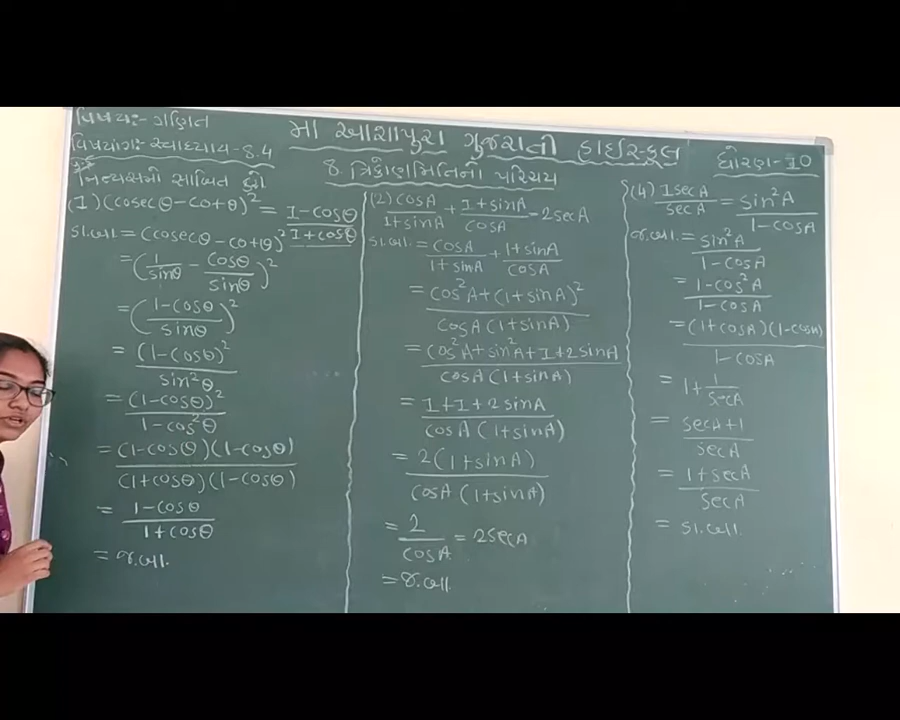 વિષય:- ગણિત
વિષયાંગ:- સ્વાધ્યાય-8.4
મા આશાપુરા ગુજરાતી હાઈસ્કૂલ
ધોરણ-10
8. ત્રિકોણમિતિનો પરિચય
નિત્યસમો સાબિત કરો
(1) (cosecθ-cotθ)² = 1-cosθ/1+cosθ
ડા.બા. = (cosecθ-cotθ)²
= (1/sinθ - cosθ/sinθ)²
= (1-cosθ/sinθ)²
= (1-cosθ)²/sin²θ
= (1-cosθ)²/1-cos²θ
= (1-cosθ)(1-cosθ)/(1+cosθ)(1-cosθ)
= 1-cosθ/1+cosθ
= જ.બા.
(2) cosA/1+sinA + 1+sinA/cosA = 2secA
ડા.બા. = cosA/1+sinA + 1+sinA/cosA
= cos²A+(1+sinA)²/cosA(1+sinA)
= cos²A+sin²A+1+2sinA/cosA(1+sinA)
= 1+1+2sinA/cosA(1+sinA)
= 2(1+sinA)/cosA(1+sinA)
= 2/cosA = 2secA
= જ.બા.
(4) 1secA/secA = sin²A/1-cosA
જ.બા. = sin²A/1-cosA
= 1-cos²A/1-cosA
= (1+cosA)(1-cosA)/1-cosA
= 1+1/secA
= secA+1/secA
= 1+secA/secA
= ડા.બા.